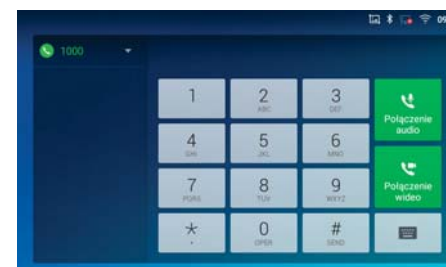 09
1000
1
2
ABC
3
DEF
Połączenie
audio
4
GHI
5
JKL
6
MNO
7
PQRS
8
TUV
9
WXYZ
Połączenie
wideo
*
0
OPER
#
SEND